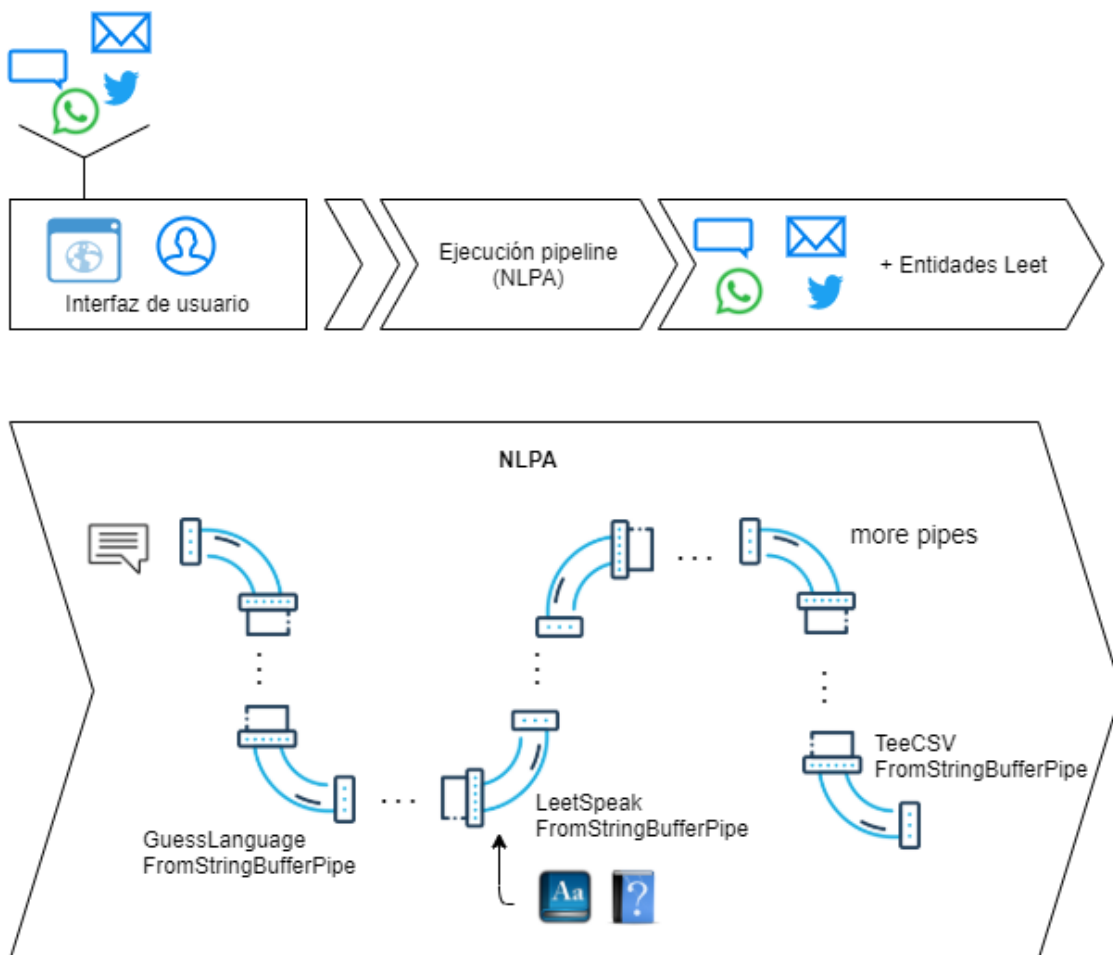 Interfaz de usuario
Ejecución pipeline
(NLPA)
+ Entidades Leet
NLPA
more pipes
GuessLanguage
FromStringBufferPipe
LeetSpeak
FromStringBufferPipe
TeeCSV
FromStringBufferPipe
Aa
?